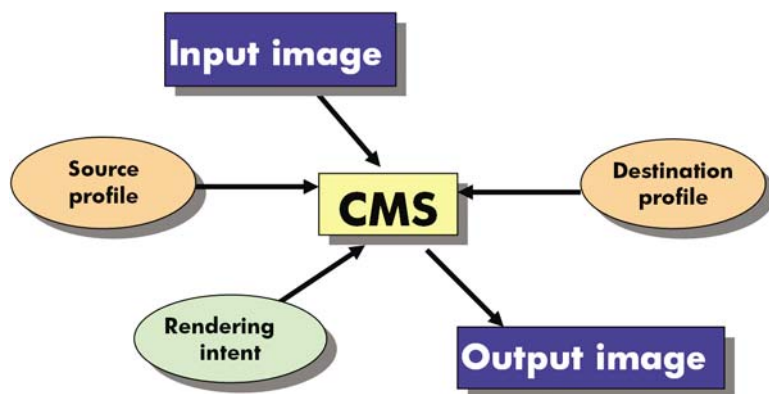 Input image
Source
profile
Destination
profile
CMS
Rendering
intent
Output image